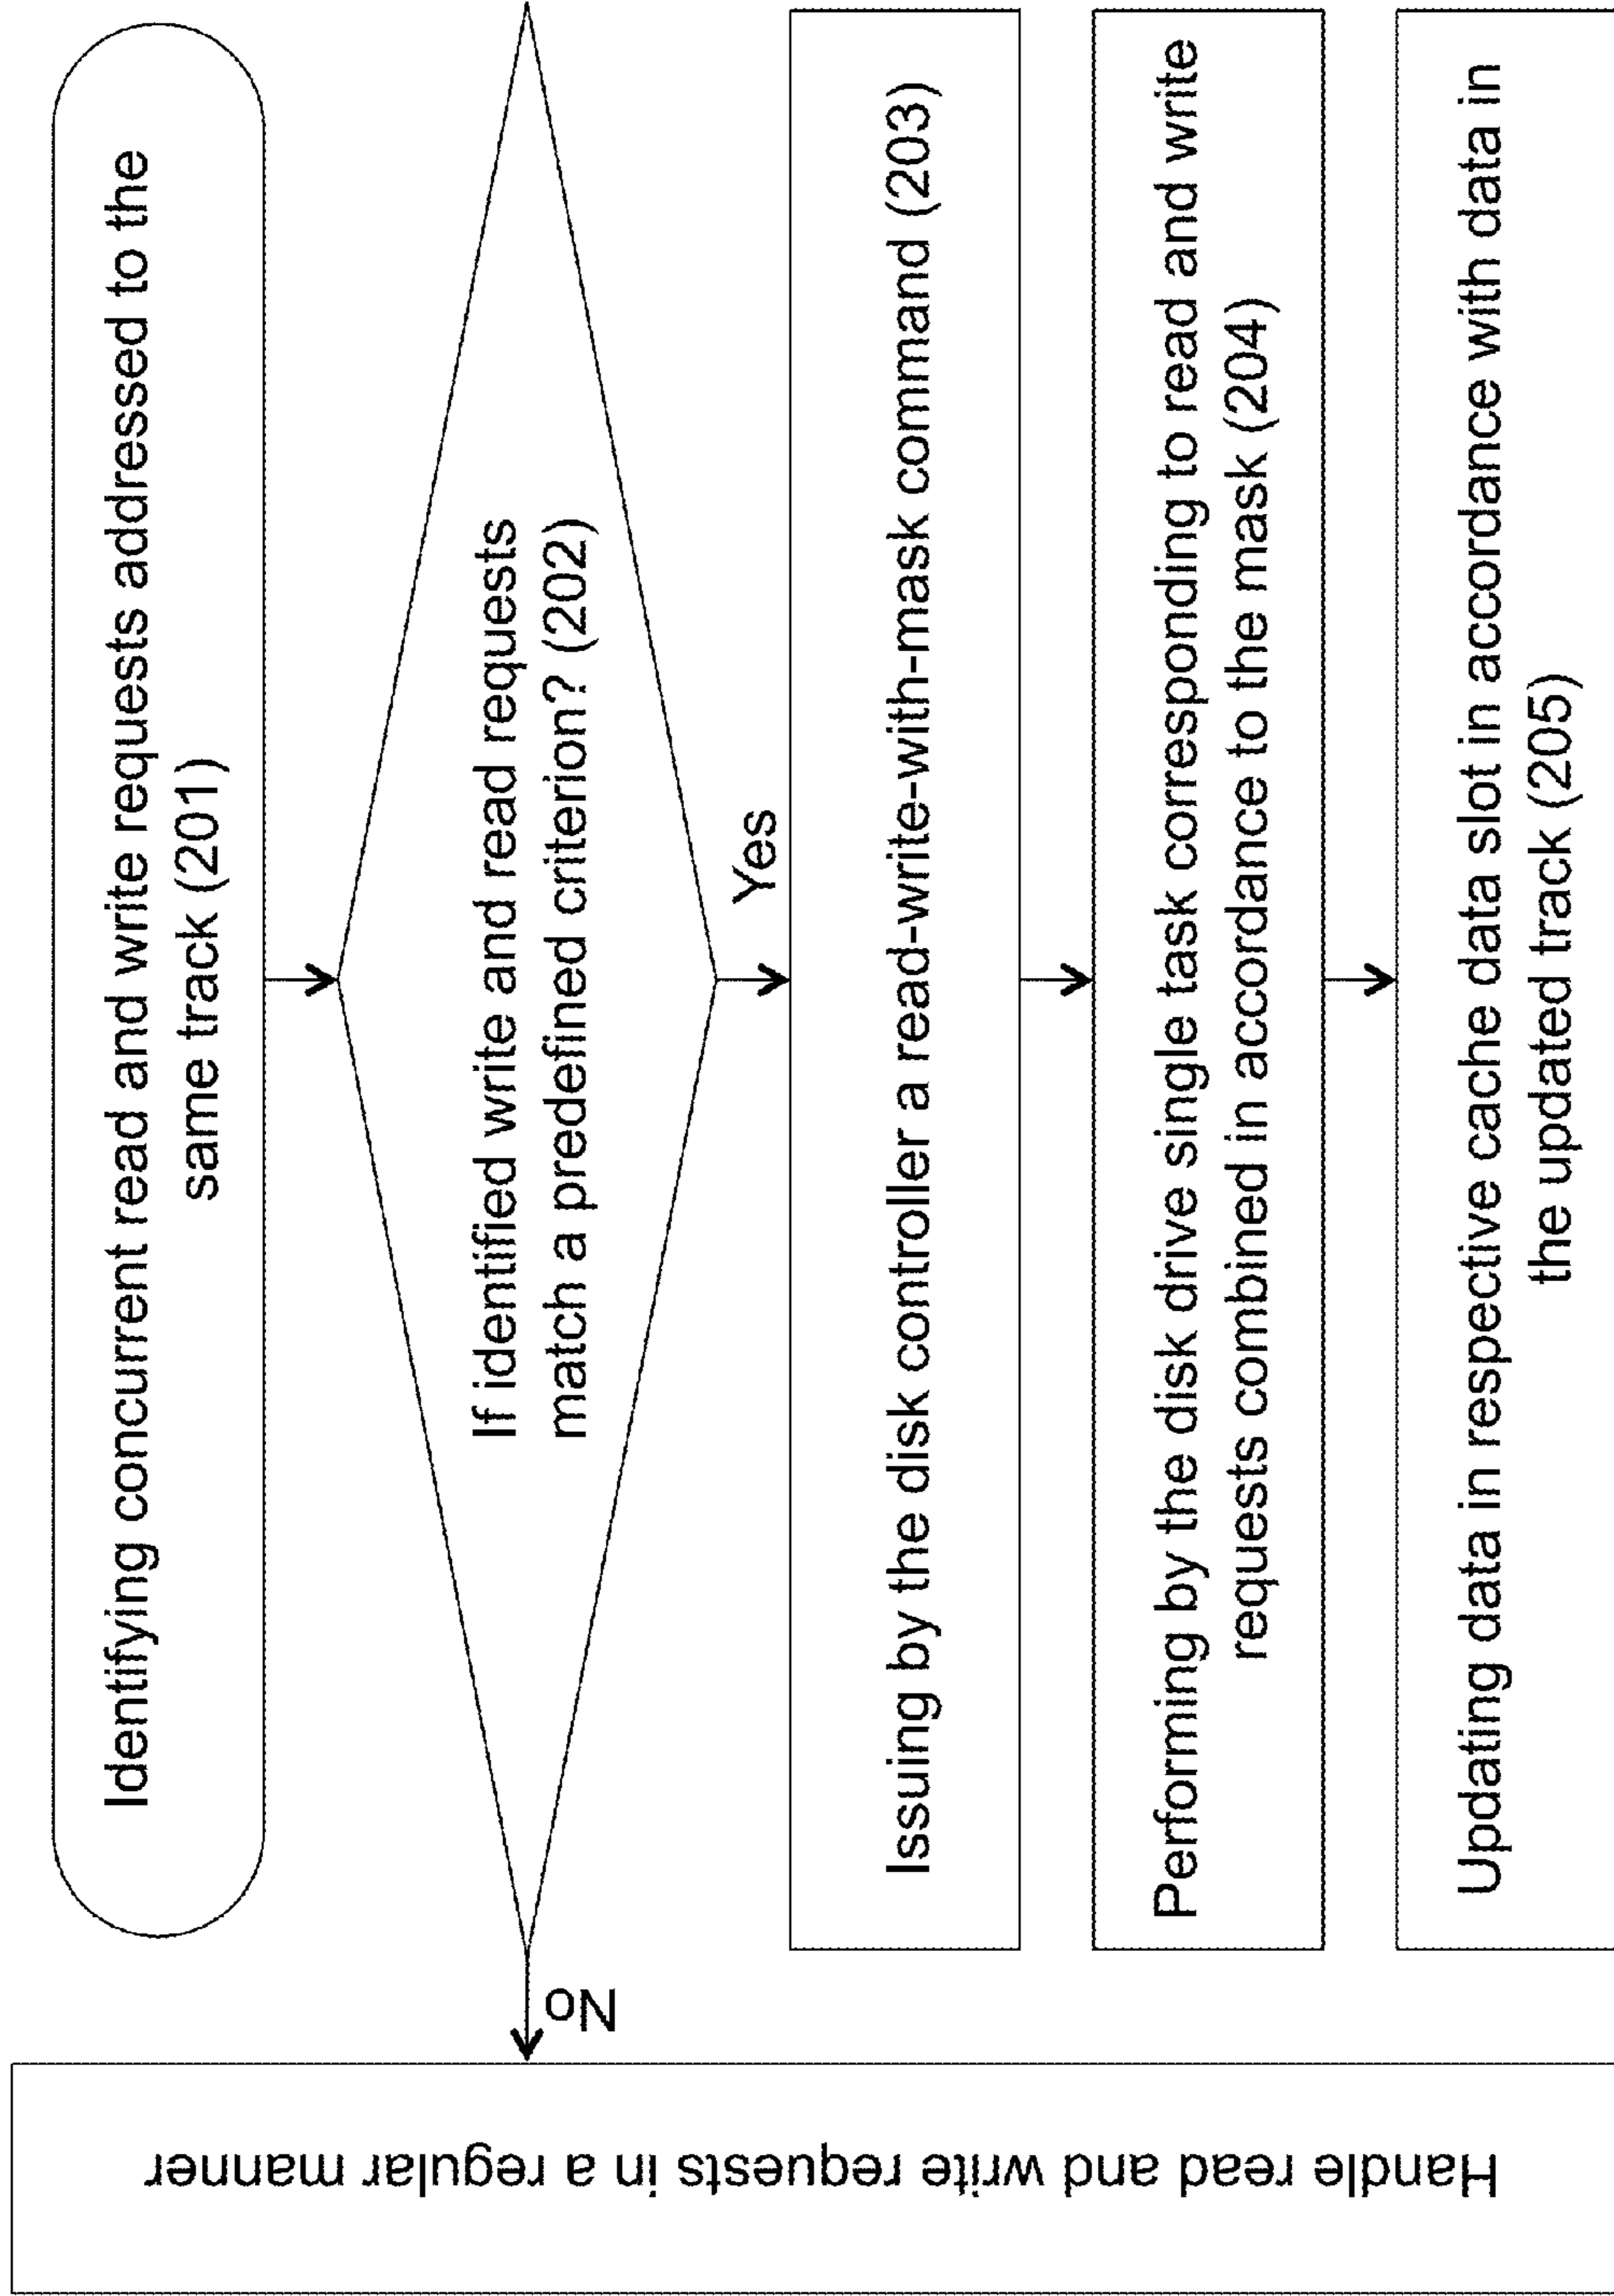 Identifying concurrent read and write requests addressed to the
same track (201)
If identified write and read requests
match a predefined criterion? (202)
No
Yes
Handle read and write requests in a regular manner
Issuing by the disk controller a read-write-with-mask command (203)
Performing by the disk drive single task corresponding to read and write
requests combined in accordance to the mask (204)
Updating data in respective cache data slot in accordance with data in
the updated track (205)